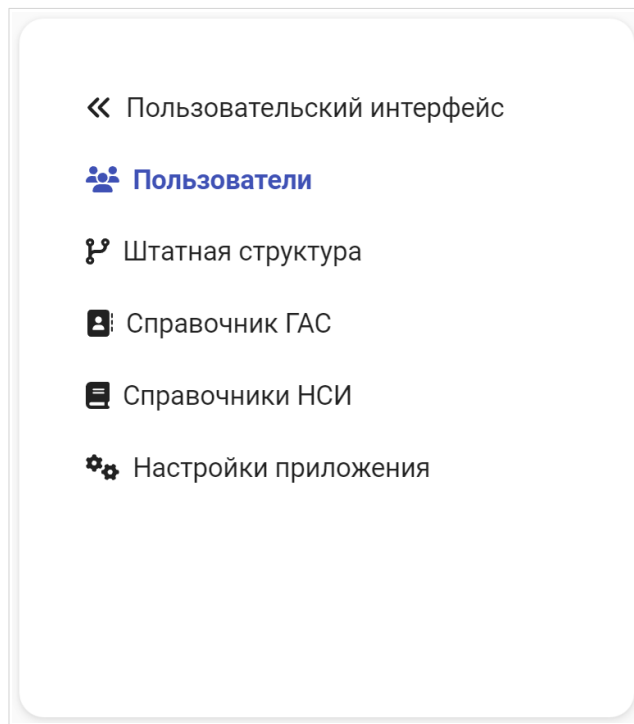 Пользовательский интерфейс
Пользователи
Штатная структура
Справочник ГАС
Справочники НСИ
Настройки приложения